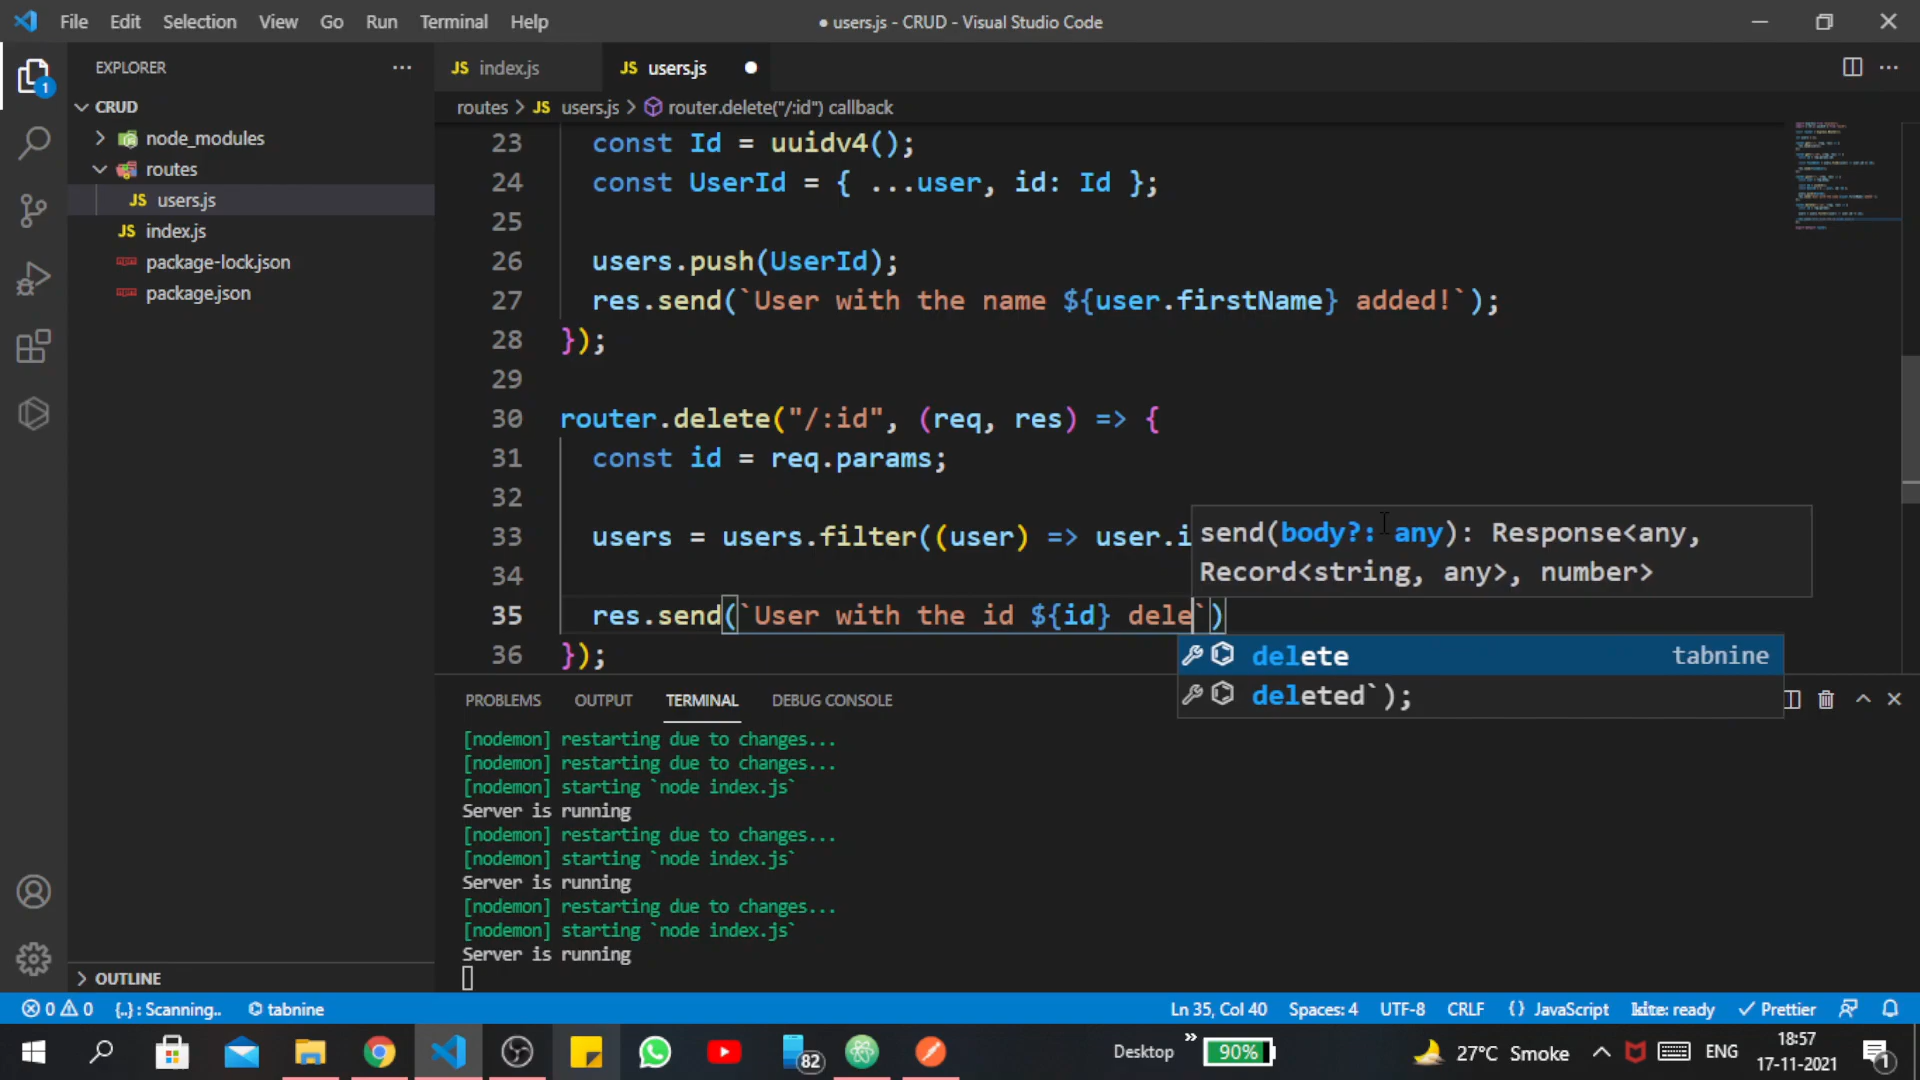 File Edit Selection View Go Run Terminal Help
● users.js - CRUD - Visual Studio Code
EXPLORER
CRUD
node_modules
routes
JS users.js
JS index.js
package-lock.json
package.json
OUTLINE
JS index.js
JS users.js
routes > JS users.js > router.delete("/:id") callback
23 const Id = uuidv4();
24 const UserId = { ...user, id: Id };
25
26 users.push(UserId);
27 res.send(`User with the name ${user.firstName} added!`);
28 });
29
30 router.delete("/:id", (req, res) => {
31 const id = req.params;
32
33 users = users.filter((user) => user.i
34
35 res.send(`User with the id ${id} dele`)
36 });
send(body?: any): Response<any,
Record<string, any>, number>
delete tabnine
deleted`);
PROBLEMS OUTPUT TERMINAL DEBUG CONSOLE
[nodemon] restarting due to changes...
[nodemon] restarting due to changes...
[nodemon] starting `node index.js`
Server is running
[nodemon] restarting due to changes...
[nodemon] starting `node index.js`
Server is running
[nodemon] restarting due to changes...
[nodemon] starting `node index.js`
Server is running
0 0 {..} : Scanning.. tabnine
Ln 35, Col 40 Spaces: 4 UTF-8 CRLF {} JavaScript kite: ready Prettier
82
Desktop
90%
27°C Smoke
ENG
18:57
17-11-2021
1
1